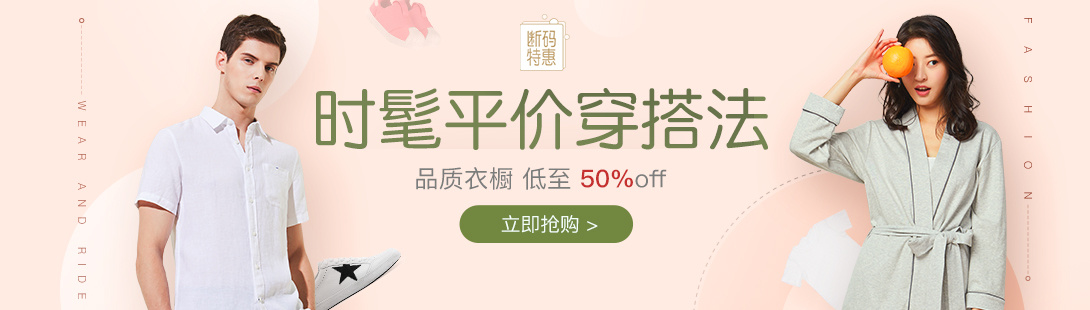 断码
特惠
时髦平价穿搭法
品质衣橱 低至 50%off
立即抢购 >
WEAR AND RIDE
FASHION